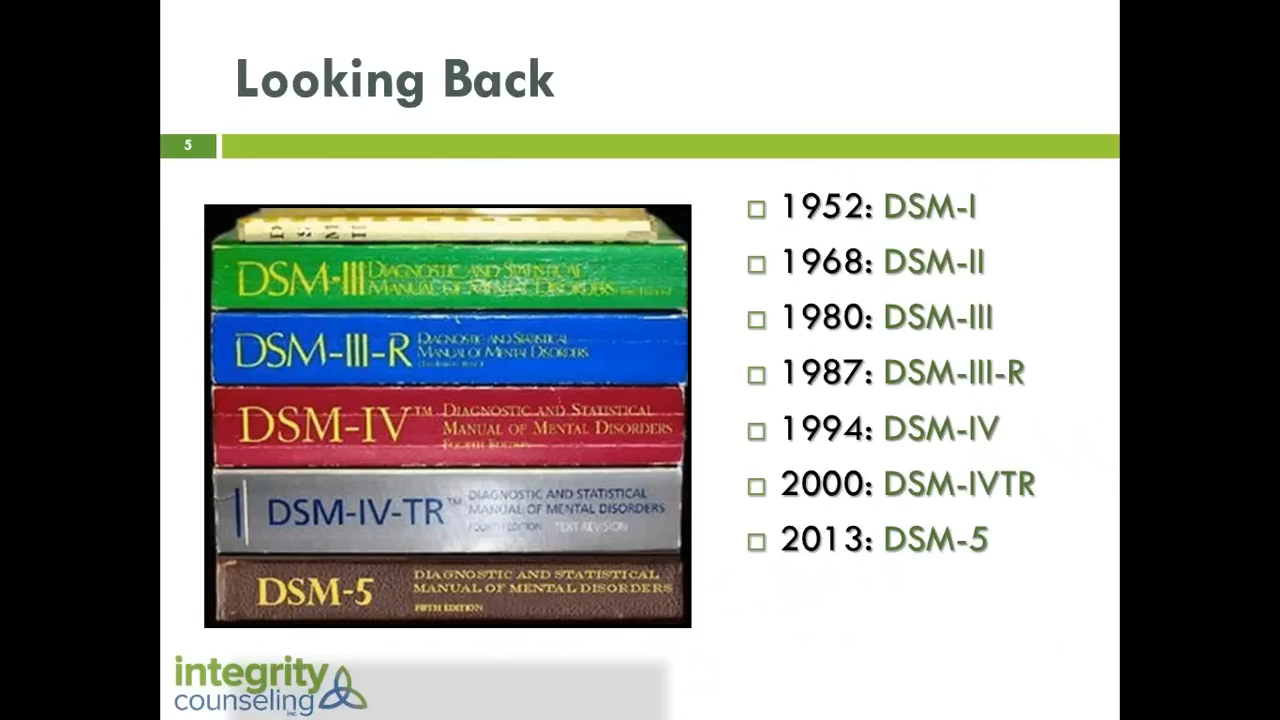 Looking Back
5
DSM-III DIAGNOSTIC AND STATISTICAL
MANUAL OF MENTAL DISORDERS
DSM-III-R DIAGNOSTIC AND STATISTICAL
MANUAL OF MENTAL DISORDERS
DSM-IV™ DIAGNOSTIC AND STATISTICAL
MANUAL OF MENTAL DISORDERS
FOURTH EDITION
DSM-IV-TR™ DIAGNOSTIC AND STATISTICAL
MANUAL OF MENTAL DISORDERS
FOURTH EDITION TEXT REVISION
DSM-5 DIAGNOSTIC AND STATISTICAL
MANUAL OF MENTAL DISORDERS
FIFTH EDITION
1952: DSM-I
1968: DSM-II
1980: DSM-III
1987: DSM-III-R
1994: DSM-IV
2000: DSM-IVTR
2013: DSM-5
integrity
counseling
INC.